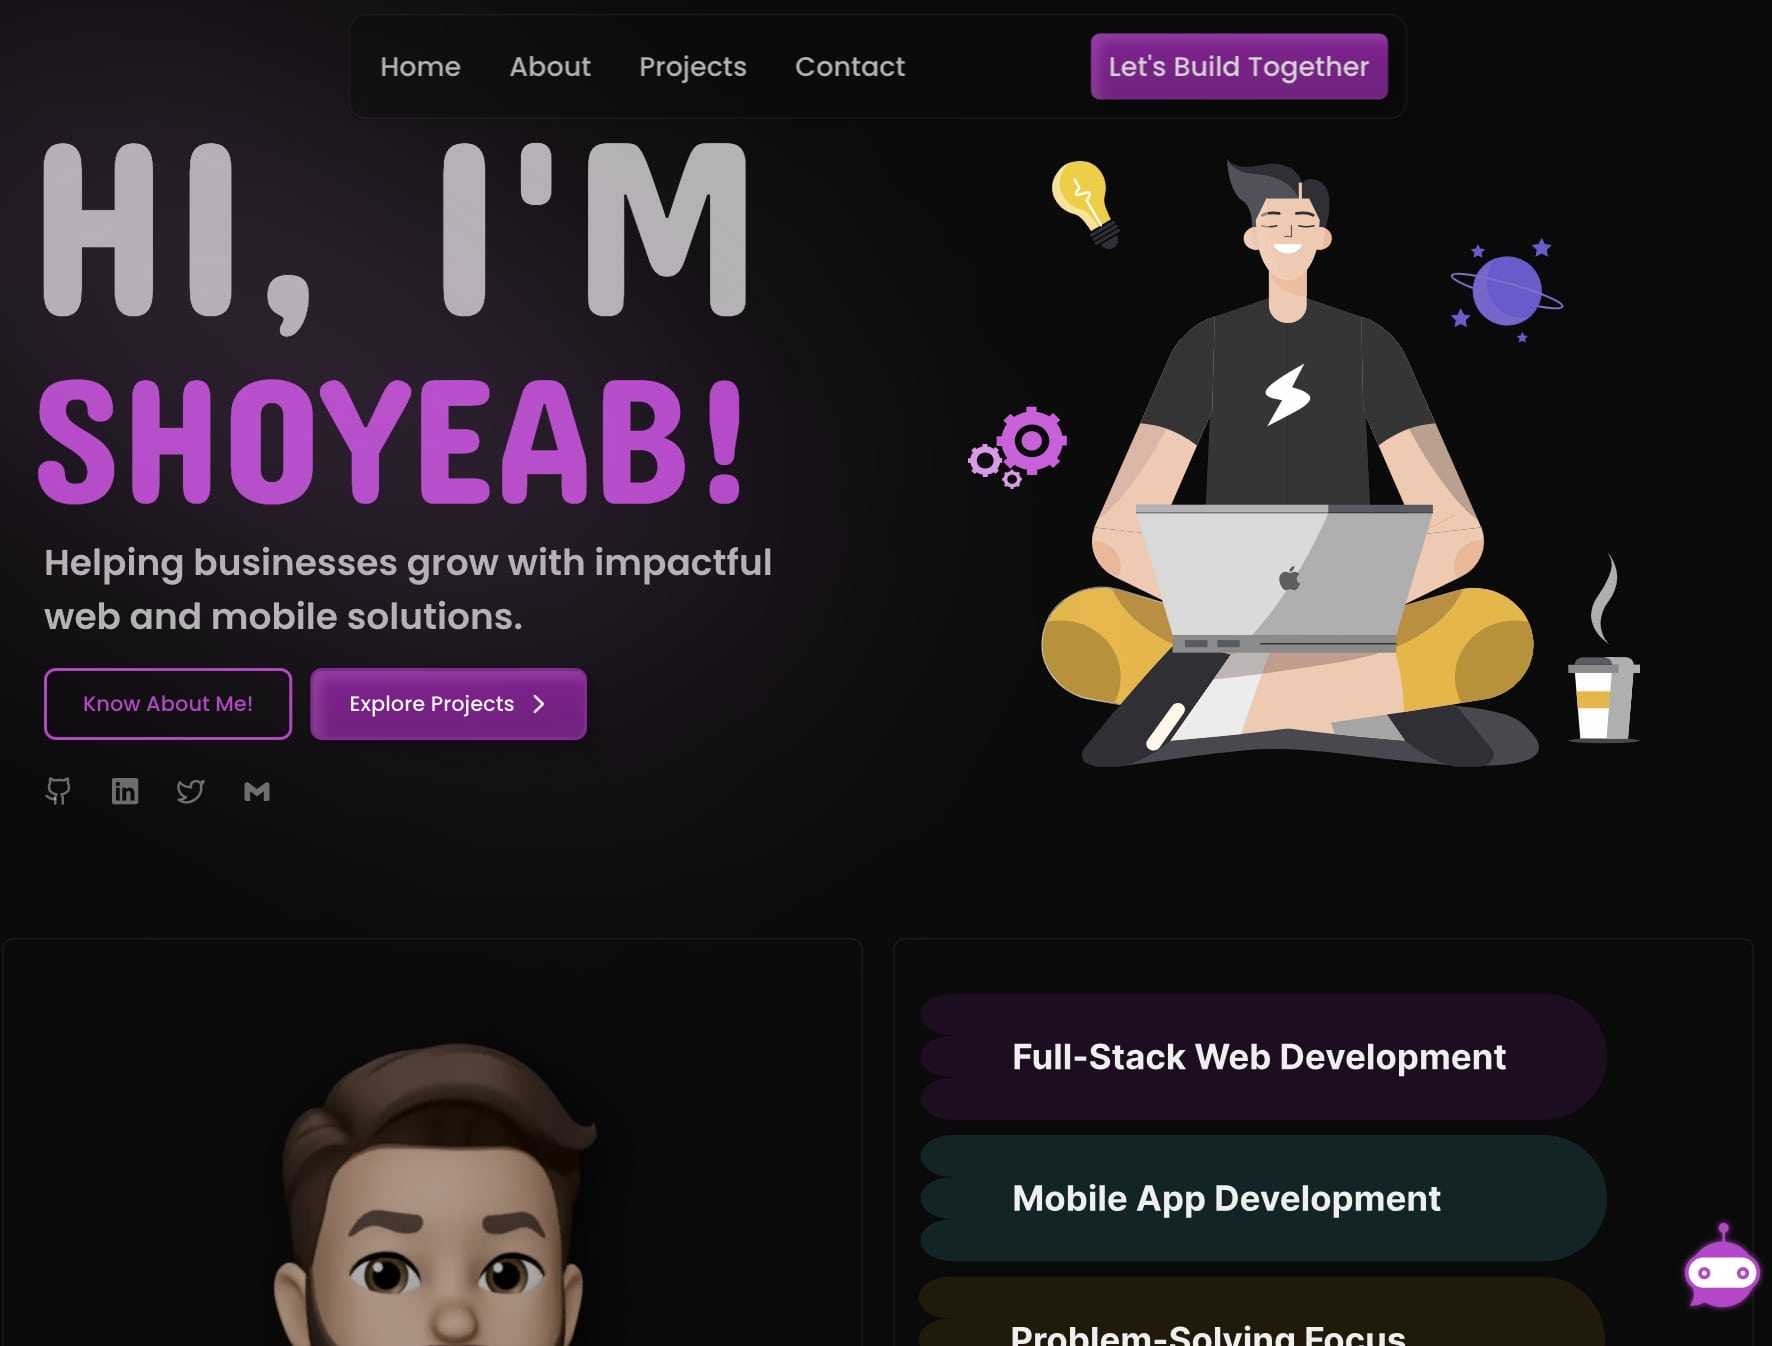 Home About Projects Contact Let's Build Together
HI, I'M
SHOYEAB!
Helping businesses grow with impactful
web and mobile solutions.
Know About Me! Explore Projects
Full-Stack Web Development
Mobile App Development
Problem-Solving Focus